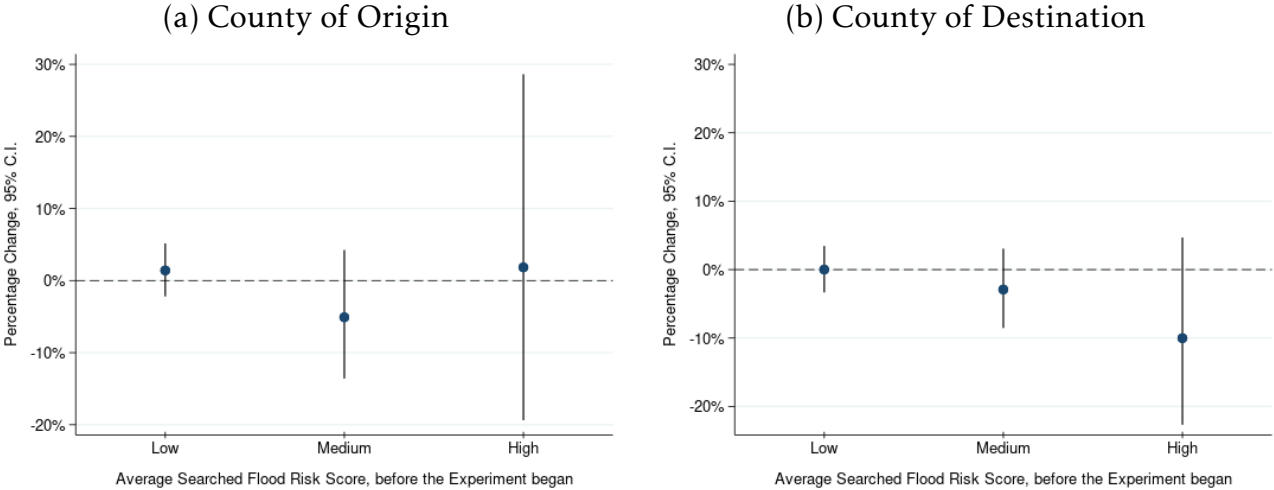 (a) County of Origin
30%
20%
10%
0%
-10%
-20%
Percentage Change, 95% C.I.
Low Medium High
Average Searched Flood Risk Score, before the Experiment began
(b) County of Destination
30%
20%
10%
0%
-10%
-20%
Percentage Change, 95% C.I.
Low Medium High
Average Searched Flood Risk Score, before the Experiment began